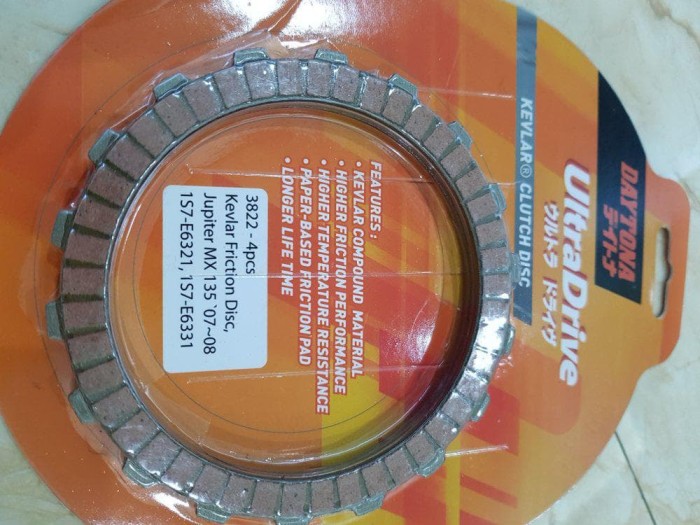 DAYTONA
デイトナ
UltraDrive
ウルトラ ドライヴ
KEVLAR® CLUTCH DISC
FEATURES :
• KEVLAR COMPOUND MATERIAL
• HIGHER FRICTION PERFORMANCE
• HIGHER TEMPERATURE RESISTANCE
• PAPER-BASED FRICTION PAD
• LONGER LIFE TIME
3822 - 4pcs
Kevlar Friction Disc,
Jupiter MX 135 `07~08
1S7-E6321, 1S7-E6331